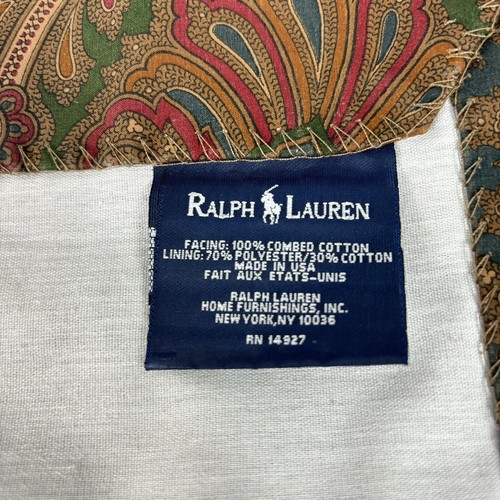 RALPH LAUREN
FACING: 100% COMBED COTTON
LINING: 70% POLYESTER/30% COTTON
MADE IN USA
FAIT AUX ETATS-UNIS
RALPH LAUREN
HOME FURNISHINGS, INC.
NEW YORK,NY 10036
RN 14927